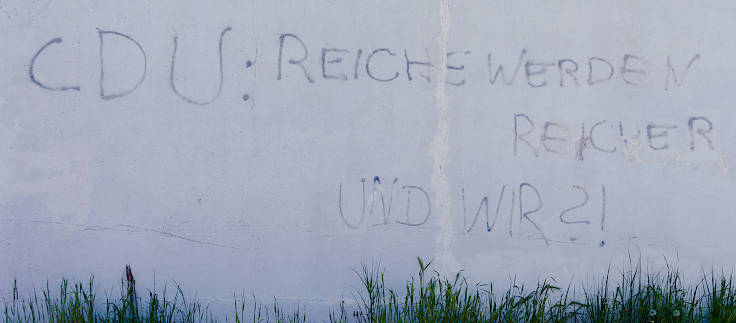 CDU: REICHE WERDEN
REICHER
UND WIR?!